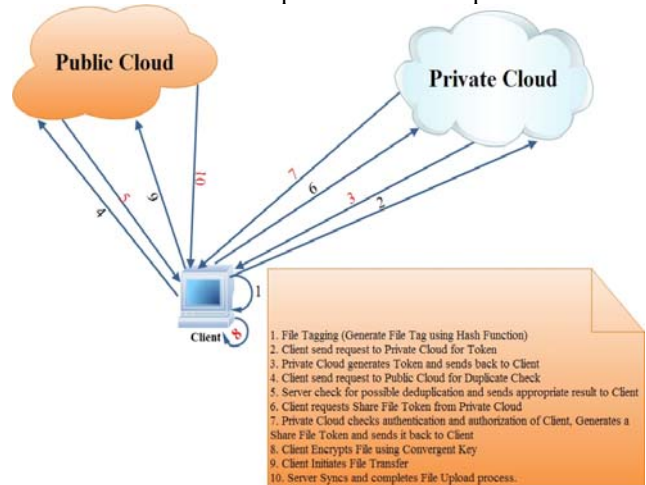 Public Cloud
Private Cloud
10
7
6
3
2
5
9
4
1
8
Client
1. File Tagging (Generate File Tag using Hash Function)
2. Client send request to Private Cloud for Token
3. Private Cloud generates Token and sends back to Client
4. Client send request to Public Cloud for Duplicate Check
5. Server check for possible deduplication and sends appropriate result to Client
6. Client requests Share File Token from Private Cloud
7. Private Cloud checks authentication and authorization of Client, Generates a
Share File Token and sends it back to Client
8. Client Encrypts File using Convergent Key
9. Client Initiates File Transfer
10. Server Syncs and completes File Upload process.